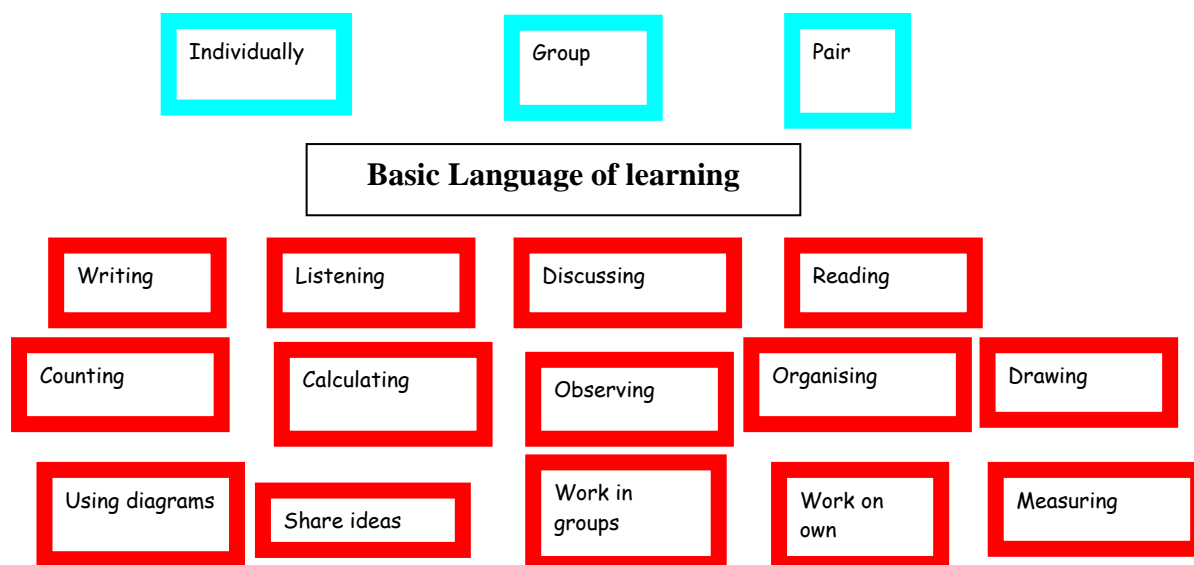 Individually
Group
Pair
Basic Language of learning
Writing
Listening
Discussing
Reading
Counting
Calculating
Observing
Organising
Drawing
Using diagrams
Share ideas
Work in
groups
Work on
own
Measuring